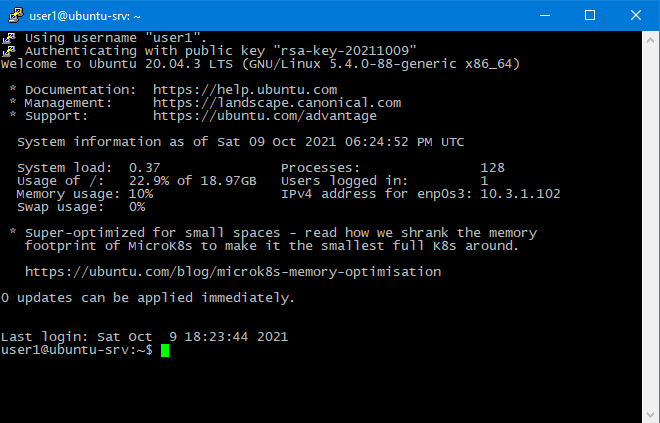 user1@ubuntu-srv: ~
Using username "user1".
Authenticating with public key "rsa-key-20211009"
Welcome to Ubuntu 20.04.3 LTS (GNU/Linux 5.4.0-88-generic x86_64)
* Documentation:  https://help.ubuntu.com
* Management:     https://landscape.canonical.com
* Support:        https://ubuntu.com/advantage
System information as of Sat 09 Oct 2021 06:24:52 PM UTC
System load:  0.37               Processes:               128
Usage of /:   22.9% of 18.97GB   Users logged in:         1
Memory usage: 10%                IPv4 address for enp0s3: 10.3.1.102
Swap usage:   0%
* Super-optimized for small spaces - read how we shrank the memory
footprint of MicroK8s to make it the smallest full K8s around.
https://ubuntu.com/blog/microk8s-memory-optimisation
0 updates can be applied immediately.
Last login: Sat Oct  9 18:23:44 2021
user1@ubuntu-srv:~$